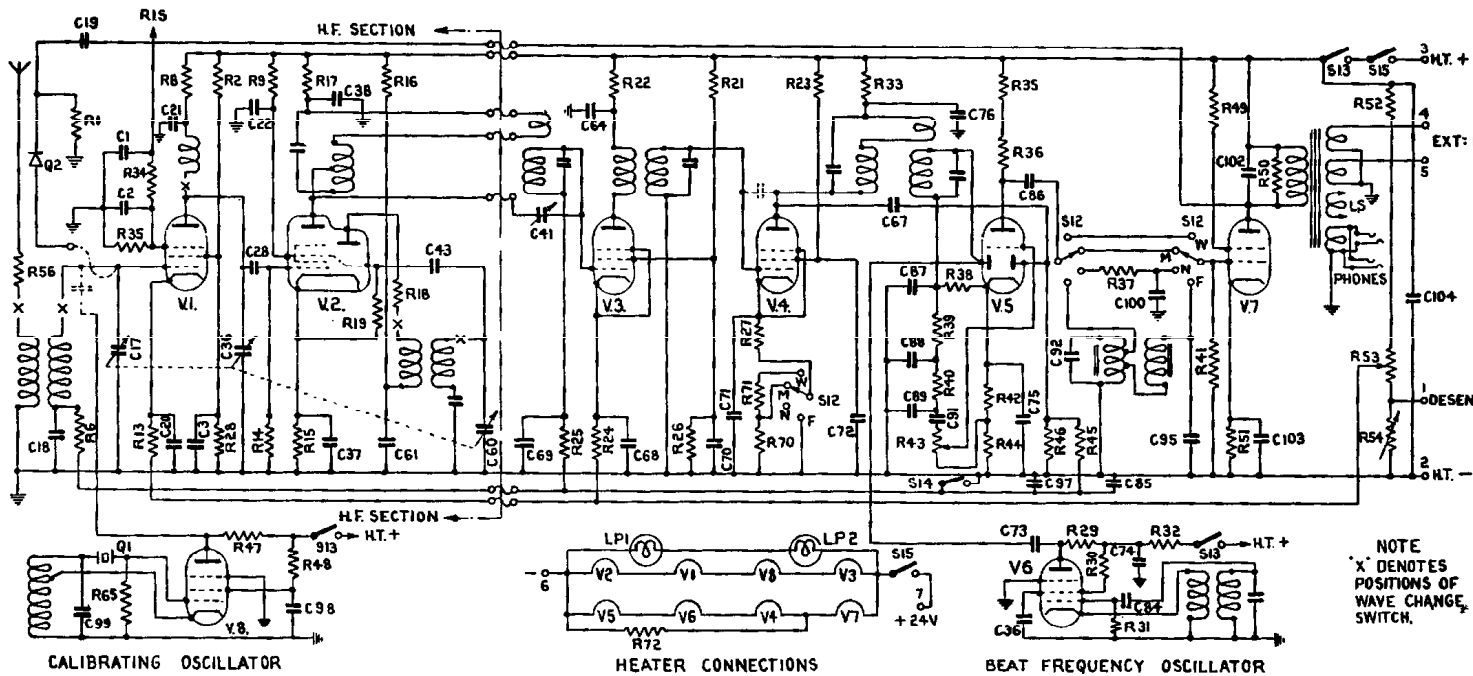 C19
R15
H.F. SECTION
R8
R2
R9
R17
C38
R16
R22
C64
R21
R23
R33
C76
R35
R49
S13
S15
3
H.T. +
R1
C21
C22
C1
R34
C2
Q2
R35
R36
C86
C102
R50
R52
4
EXT:
5
LS
PHONES
C41
C67
S12
S12
W
M
N
F
R37
C100
R56
V.1.
C28
V.2.
C43
R18
R19
V.3.
V.4.
C87
R38
V.5
V.7
C104
C17
C31
R27
R39
C88
C92
R41
R53
C71
R71
W
M
N
S12
F
R40
C89
C91
R42
C75
1
DESEN
C18
R6
R13
C20
C3
R28
R14
R15
C37
C61
C60
C69
R25
R24
C68
R26
C70
R70
C72
R43
R44
R46
R45
C95
R51
C103
R54
2
H.T. -
S14
C97
C85
H.F. SECTION
R47
S13
H.T. +
R48
Q1
R65
C99
V.8.
C98
LP1
LP2
S15
- 6
V2
V1
V8
V3
7
+ 24V
V5
V6
V4
V7
R72
C73
R29
R30
C74
R32
S13
H.T. +
V6
C84
C36
R31
NOTE
"X" DENOTES
POSITIONS OF
WAVE CHANGE
SWITCH.
CALIBRATING OSCILLATOR
HEATER CONNECTIONS
BEAT FREQUENCY OSCILLATOR